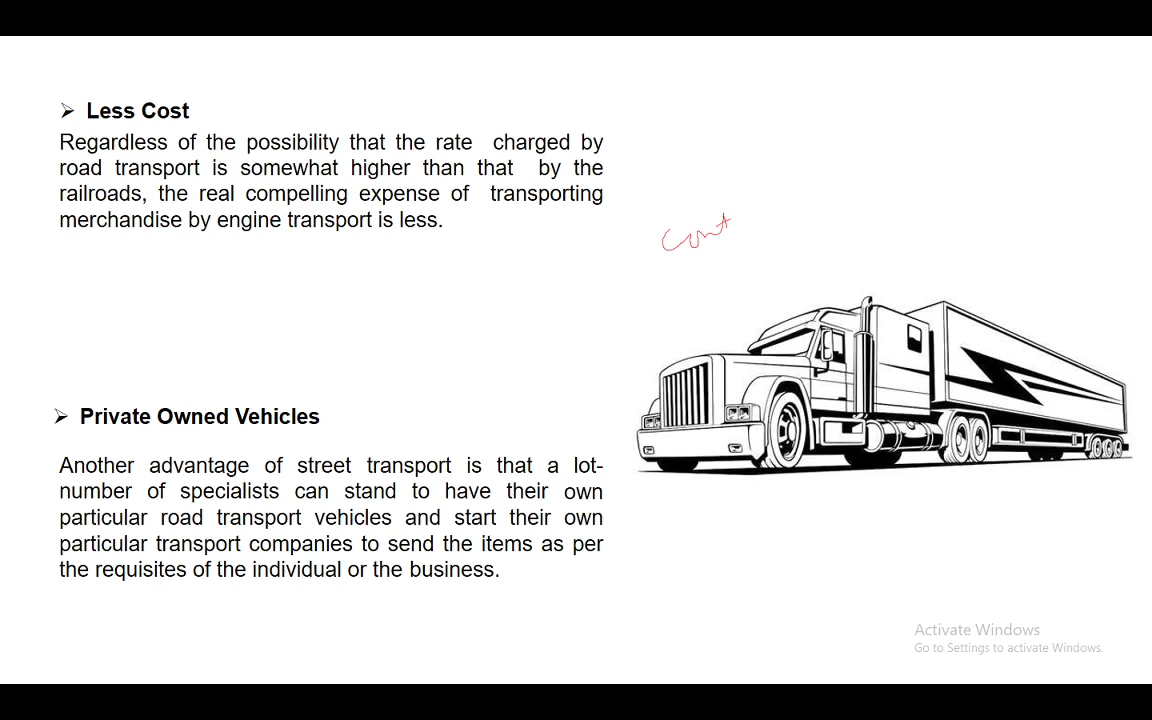 ➢ Less Cost
Regardless of the possibility that the rate charged by
road transport is somewhat higher than that by the
railroads, the real compelling expense of transporting
merchandise by engine transport is less.
➢ Private Owned Vehicles
Another advantage of street transport is that a lot-
number of specialists can stand to have their own
particular road transport vehicles and start their own
particular transport companies to send the items as per
the requisites of the individual or the business.
Activate Windows
Go to Settings to activate Windows.